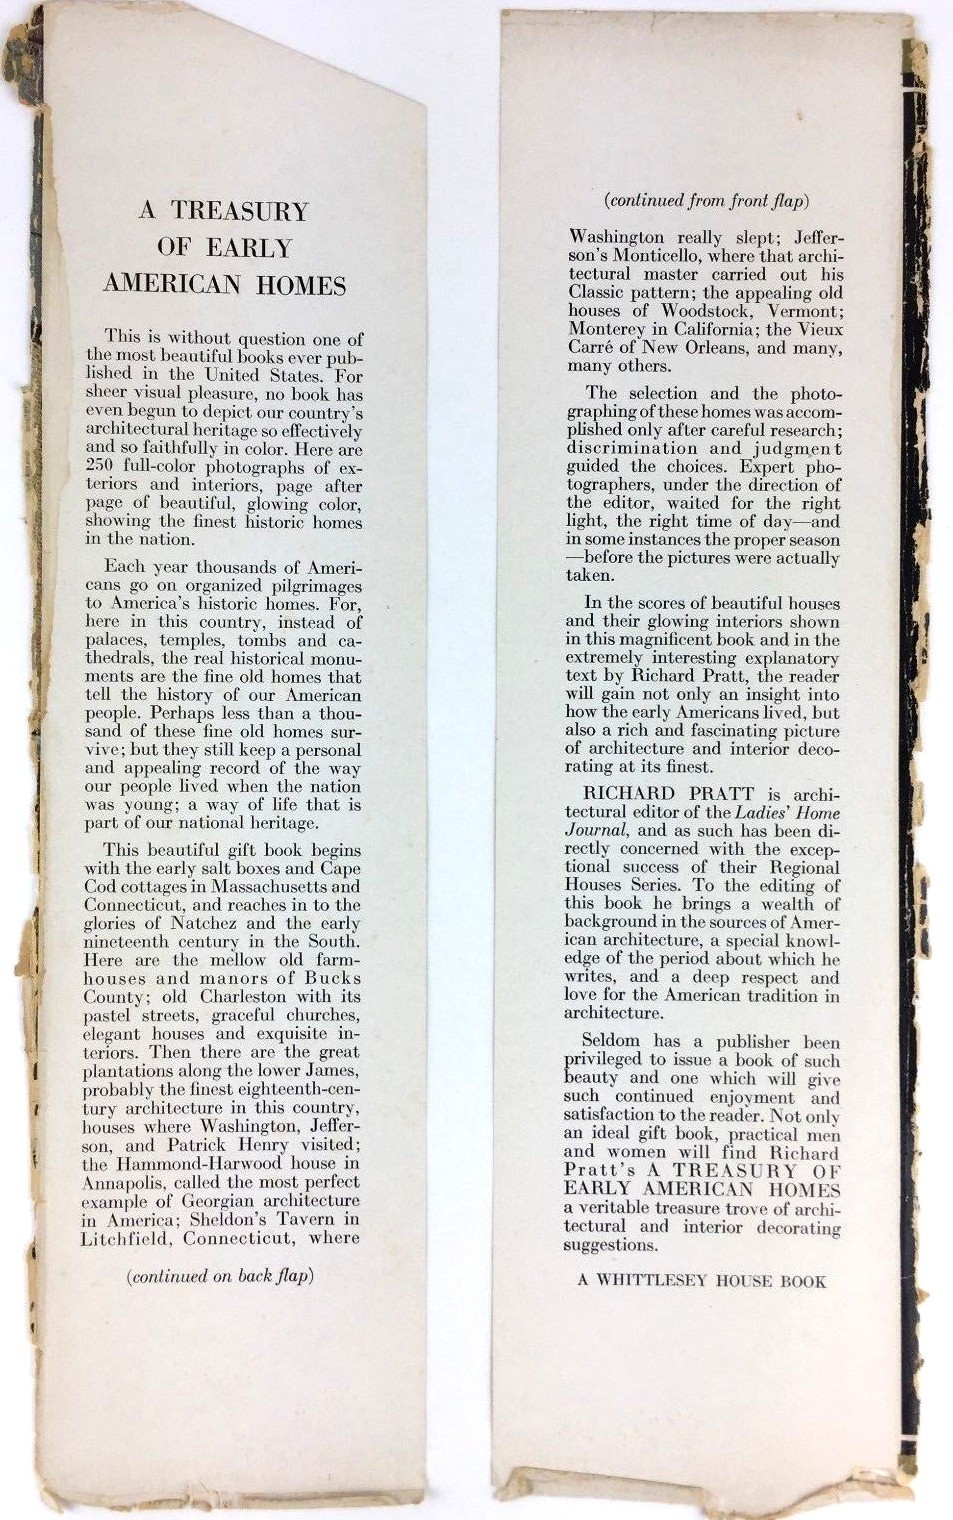 A TREASURY
OF EARLY
AMERICAN HOMES
This is without question one of
the most beautiful books ever pub-
lished in the United States. For
sheer visual pleasure, no book has
even begun to depict our country's
architectural heritage so effectively
and so faithfully in color. Here are
250 full-color photographs of ex-
teriors and interiors, page after
page of beautiful, glowing color,
showing the finest historic homes
in the nation.
Each year thousands of Ameri-
cans go on organized pilgrimages
to America's historic homes. For,
here in this country, instead of
palaces, temples, tombs and ca-
thedrals, the real historical monu-
ments are the fine old homes that
tell the history of our American
people. Perhaps less than a thou-
sand of these fine old homes sur-
vive; but they still keep a personal
and appealing record of the way
our people lived when the nation
was young; a way of life that is
part of our national heritage.
This beautiful gift book begins
with the early salt boxes and Cape
Cod cottages in Massachusetts and
Connecticut, and reaches in to the
glories of Natchez and the early
nineteenth century in the South.
Here are the mellow old farm-
houses and manors of Bucks
County; old Charleston with its
pastel streets, graceful churches,
elegant houses and exquisite in-
teriors. Then there are the great
plantations along the lower James,
probably the finest eighteenth-cen-
tury architecture in this country,
houses where Washington, Jeffer-
son, and Patrick Henry visited;
the Hammond-Harwood house in
Annapolis, called the most perfect
example of Georgian architecture
in America; Sheldon's Tavern in
Litchfield, Connecticut, where
(continued on back flap)
(continued from front flap)
Washington really slept; Jeffer-
son's Monticello, where that archi-
tectural master carried out his
Classic pattern; the appealing old
houses of Woodstock, Vermont;
Monterey in California; the Vieux
Carré of New Orleans, and many,
many others.
The selection and the photo-
graphing of these homes was accom-
plished only after careful research;
discrimination and judgment
guided the choices. Expert pho-
tographers, under the direction of
the editor, waited for the right
light, the right time of day—and
in some instances the proper season
—before the pictures were actually
taken.
In the scores of beautiful houses
and their glowing interiors shown
in this magnificent book and in the
extremely interesting explanatory
text by Richard Pratt, the reader
will gain not only an insight into
how the early Americans lived, but
also a rich and fascinating picture
of architecture and interior deco-
rating at its finest.
RICHARD PRATT is archi-
tectural editor of the Ladies' Home
Journal, and as such has been di-
rectly concerned with the excep-
tional success of their Regional
Houses Series. To the editing of
this book he brings a wealth of
background in the sources of Amer-
ican architecture, a special knowl-
edge of the period about which he
writes, and a deep respect and
love for the American tradition in
architecture.
Seldom has a publisher been
privileged to issue a book of such
beauty and one which will give
such continued enjoyment and
satisfaction to the reader. Not only
an ideal gift book, practical men
and women will find Richard
Pratt's A TREASURY OF
EARLY AMERICAN HOMES
a veritable treasure trove of archi-
tectural and interior decorating
suggestions.
A WHITTLESEY HOUSE BOOK